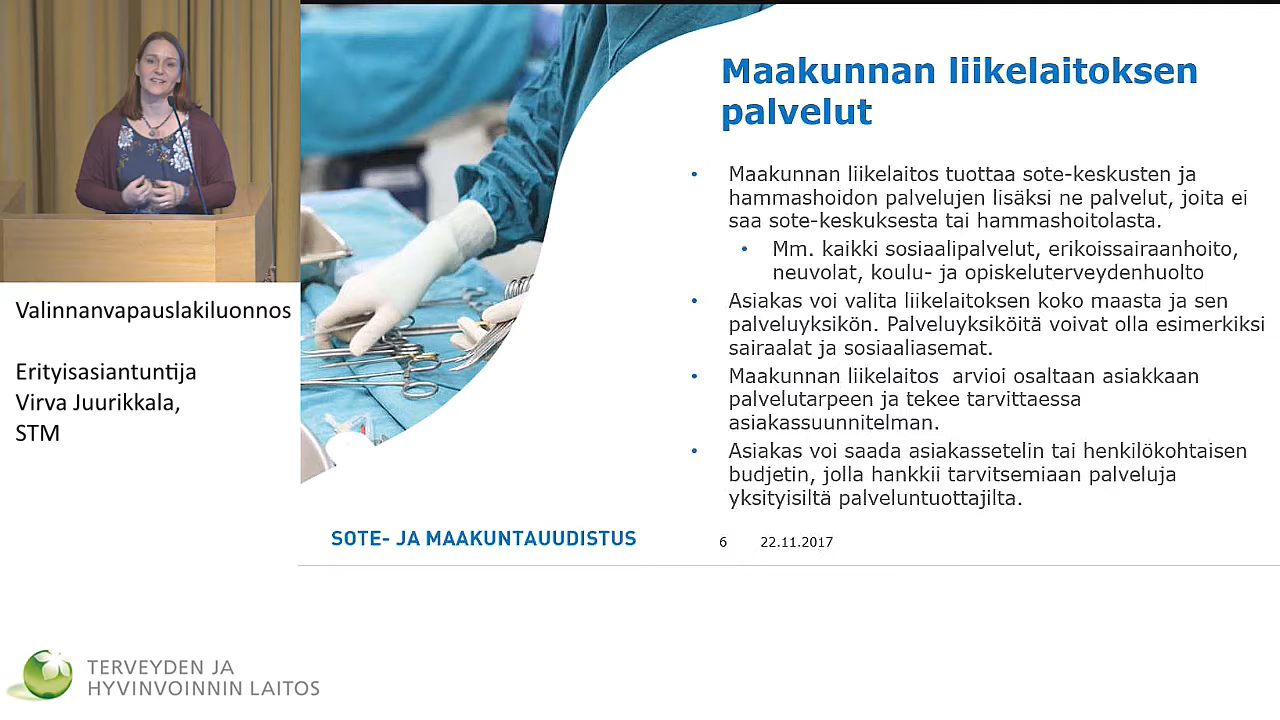 Valinnanvapauslakiluonnos
Erityisasiantuntija
Virva Juurikkala,
STM
Maakunnan liikelaitoksen
palvelut
• Maakunnan liikelaitos tuottaa sote-keskusten ja
hammashoidon palvelujen lisäksi ne palvelut, joita ei
saa sote-keskuksesta tai hammashoitolasta.
• Mm. kaikki sosiaalipalvelut, erikoissairaanhoito,
neuvolat, koulu- ja opiskeluterveydenhuolto
• Asiakas voi valita liikelaitoksen koko maasta ja sen
palveluyksikön. Palveluyksiköitä voivat olla esimerkiksi
sairaalat ja sosiaaliasemat.
• Maakunnan liikelaitos arvioi osaltaan asiakkaan
palvelutarpeen ja tekee tarvittaessa
asiakassuunnitelman.
• Asiakas voi saada asiakassetelin tai henkilökohtaisen
budjetin, jolla hankkii tarvitsemiaan palveluja
yksityisiltä palveluntuottajilta.
SOTE- JA MAAKUNTAUUDISTUS
6 22.11.2017
TERVEYDEN JA
HYVINVOINNIN LAITOS